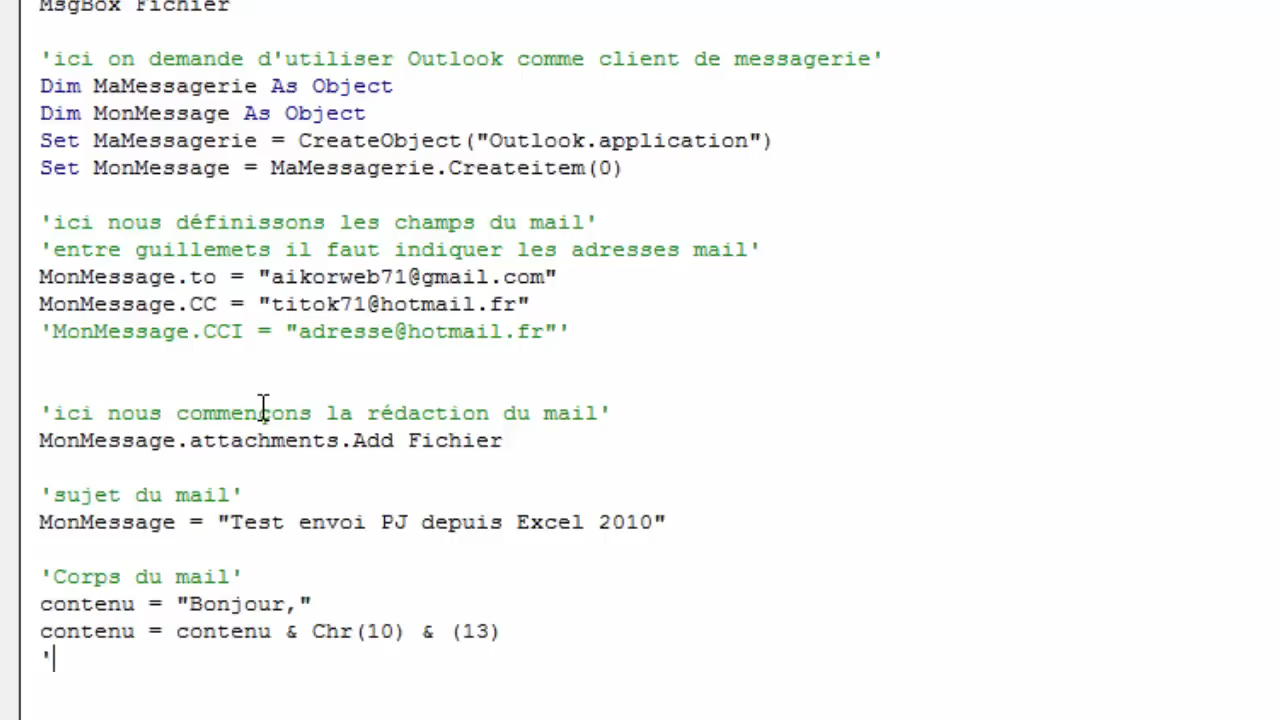 MsgBox Fichier
'ici on demande d'utiliser Outlook comme client de messagerie'
Dim MaMessagerie As Object
Dim MonMessage As Object
Set MaMessagerie = CreateObject("Outlook.application")
Set MonMessage = MaMessagerie.Createitem(0)
'ici nous définissons les champs du mail'
'entre guillemets il faut indiquer les adresses mail'
MonMessage.to = "aikorweb71@gmail.com"
MonMessage.CC = "titok71@hotmail.fr"
'MonMessage.CCI = "adresse@hotmail.fr"'
'ici nous commençons la rédaction du mail'
MonMessage.attachments.Add Fichier
'sujet du mail'
MonMessage = "Test envoi PJ depuis Excel 2010"
'Corps du mail'
contenu = "Bonjour,"
contenu = contenu & Chr(10) & (13)
'